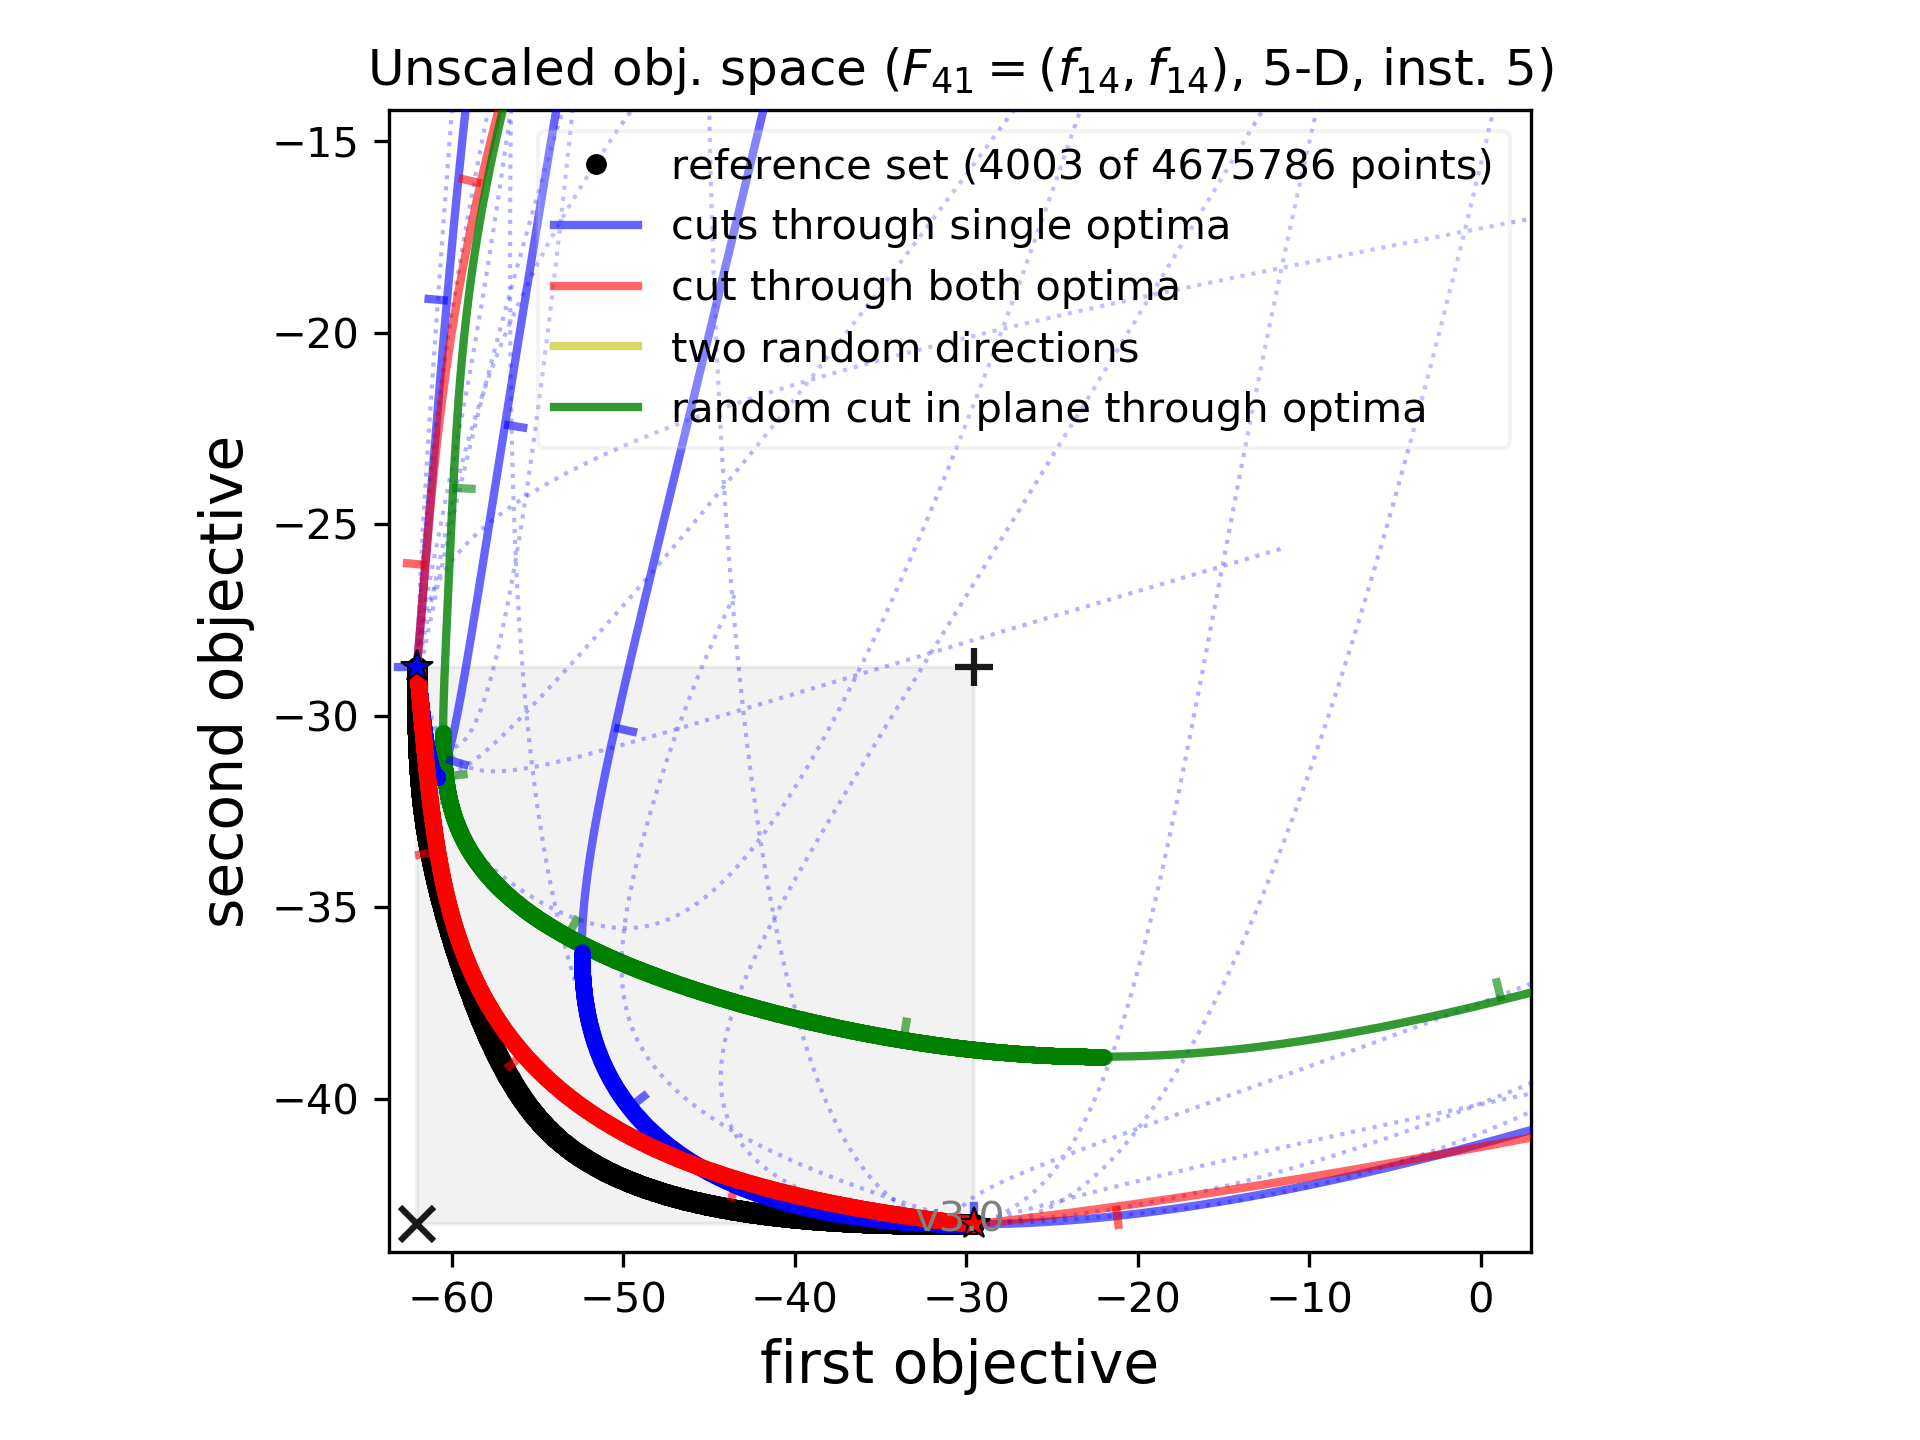 Unscaled obj. space (F₄₁ = (f₁₄, f₁₄), 5-D, inst. 5)
reference set (4003 of 4675786 points)
cuts through single optima
cut through both optima
two random directions
random cut in plane through optima
−15
−20
−25
−30
−35
−40
second objective
v3.0
−60
−50
−40
−30
−20
−10
0
first objective